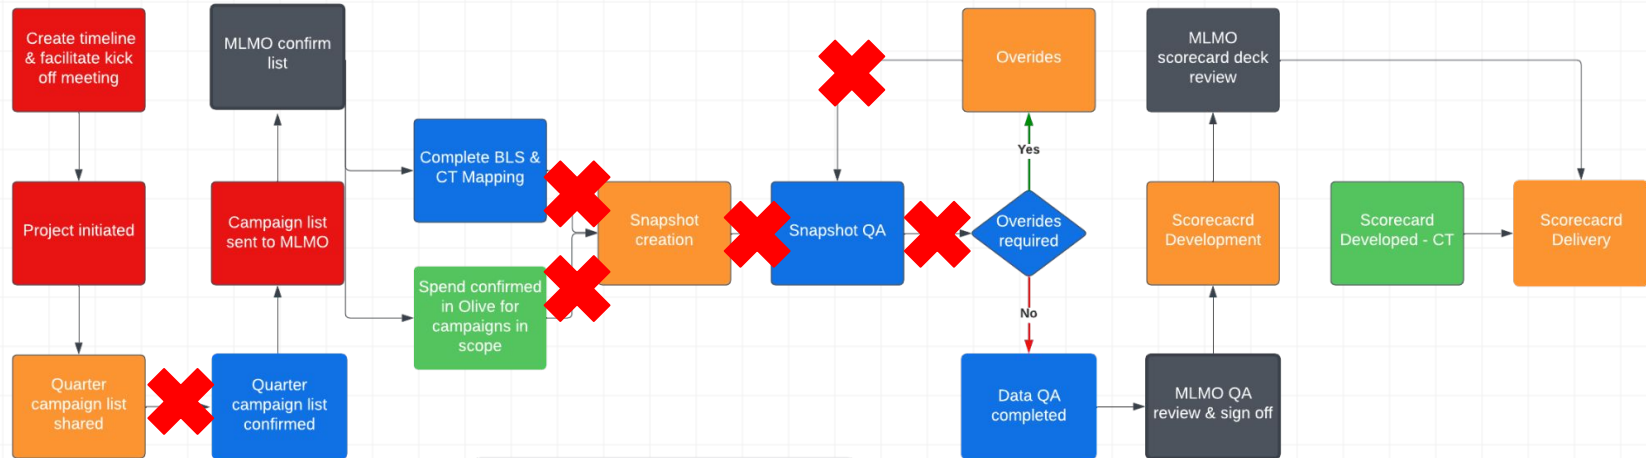 Create timeline
& facilitate kick
off meeting
Project initiated
Quarter
campaign list
shared
Quarter
campaign list
confirmed
Campaign list
sent to MLMO
MLMO confirm
list
Complete BLS &
CT Mapping
Spend confirmed
in Olive for
campaigns in
scope
Snapshot
creation
Snapshot QA
Overides
required
Yes
Overides
No
Data QA
completed
MLMO QA
review & sign off
Scorecacrd
Development
MLMO
scorecard deck
review
Scorecard
Developed - CT
Scorecacrd
Delivery